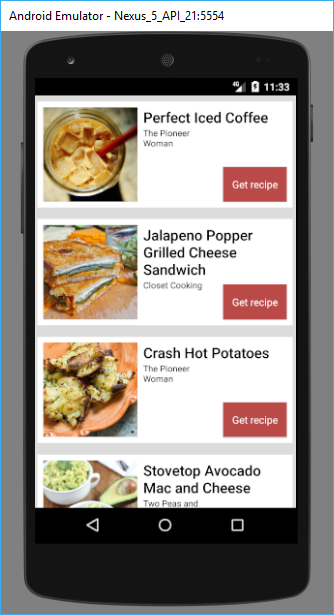 Android Emulator - Nexus_5_API_21:5554
4G 11:33
Perfect Iced Coffee
The Pioneer
Woman
Get recipe
Jalapeno Popper
Grilled Cheese
Sandwich
Closet Cooking
Get recipe
Crash Hot Potatoes
The Pioneer
Woman
Get recipe
Stovetop Avocado
Mac and Cheese
Two Peas and